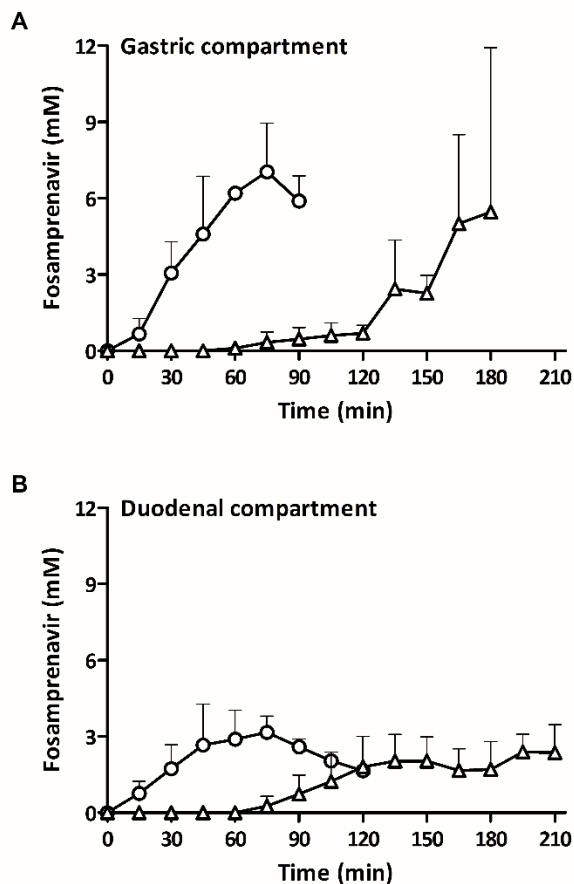 A
Gastric compartment
Fosamprenavir (mM)
12
9
6
3
0
0 30 60 90 120 150 180 210
Time (min)
B
Duodenal compartment
Fosamprenavir (mM)
12
9
6
3
0
0 30 60 90 120 150 180 210
Time (min)